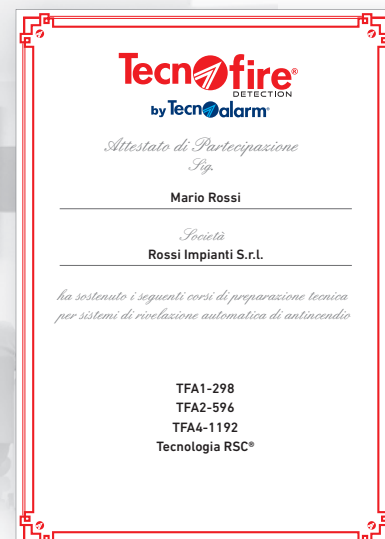 Tecnofire®
DETECTION
by Tecnoalarm®
Attestato di Partecipazione
Sig.
Mario Rossi
Società
Rossi Impianti S.r.l.
ha sostenuto i seguenti corsi di preparazione tecnica
per sistemi di rivelazione automatica di antincendio
TFA1-298
TFA2-596
TFA4-1192
Tecnologia RSC®